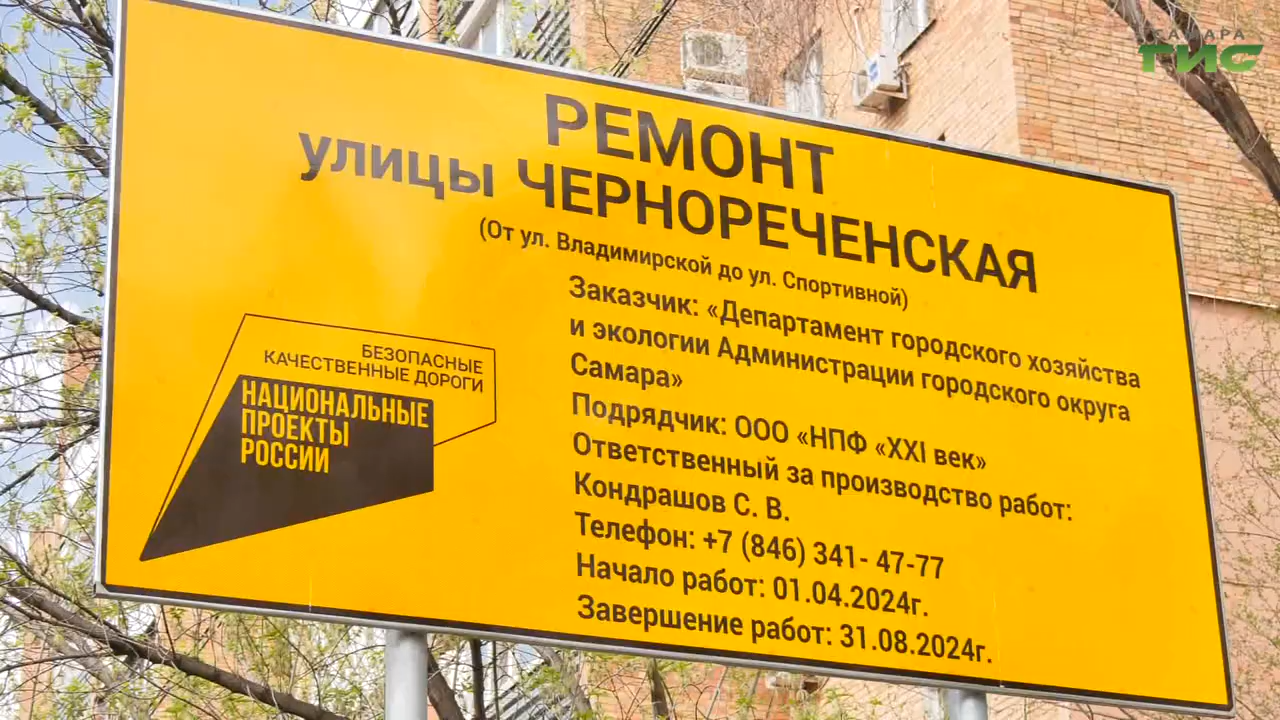 САМАРА
ГИС
РЕМОНТ
улицы ЧЕРНОРЕЧЕНСКАЯ
(От ул. Владимирской до ул. Спортивной)
Заказчик: «Департамент городского хозяйства
и экологии Администрации городского округа
Самара»
Подрядчик: ООО «НПФ «XXI век»
Ответственный за производство работ:
Кондрашов С. В.
Телефон: +7 (846) 341- 47-77
Начало работ: 01.04.2024г.
Завершение работ: 31.08.2024г.
БЕЗОПАСНЫЕ
КАЧЕСТВЕННЫЕ ДОРОГИ
НАЦИОНАЛЬНЫЕ
ПРОЕКТЫ
РОССИИ